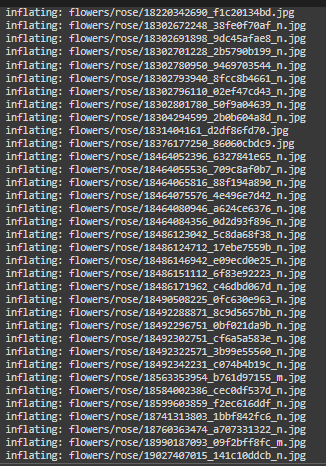 inflating: flowers/rose/18220342690_f1c20134bd.jpg
inflating: flowers/rose/18302672248_38fe0f70af_n.jpg
inflating: flowers/rose/18302691898_9dc45afae8_n.jpg
inflating: flowers/rose/18302701228_2b5790b199_n.jpg
inflating: flowers/rose/18302780950_9469703544_n.jpg
inflating: flowers/rose/18302793940_8fcc8b4661_n.jpg
inflating: flowers/rose/18302796110_02ef47cd43_n.jpg
inflating: flowers/rose/18302801780_50f9a04639_n.jpg
inflating: flowers/rose/18304294599_2b0b604a8d_n.jpg
inflating: flowers/rose/1831404161_d2df86fd70.jpg
inflating: flowers/rose/18376177250_86060cbdc9.jpg
inflating: flowers/rose/18464052396_6327841e65_n.jpg
inflating: flowers/rose/18464055536_709c8af0b7_n.jpg
inflating: flowers/rose/18464065816_88f194a890_n.jpg
inflating: flowers/rose/18464075576_4e496e7d42_n.jpg
inflating: flowers/rose/18464080946_a624ce6376_n.jpg
inflating: flowers/rose/18464084356_0d2d93f896_n.jpg
inflating: flowers/rose/18486123042_5c8da68f38_n.jpg
inflating: flowers/rose/18486124712_17ebe7559b_n.jpg
inflating: flowers/rose/18486146942_e09ecd0e25_n.jpg
inflating: flowers/rose/18486151112_6f83e92223_n.jpg
inflating: flowers/rose/18486171962_c46dbd067d_n.jpg
inflating: flowers/rose/18490508225_0fc630e963_n.jpg
inflating: flowers/rose/18492288871_8c9d5657bb_n.jpg
inflating: flowers/rose/18492296751_0bf021da9b_n.jpg
inflating: flowers/rose/18492302751_cf6a5a583e_n.jpg
inflating: flowers/rose/18492322571_3b99e55560_n.jpg
inflating: flowers/rose/18492342231_c074b4b19c_n.jpg
inflating: flowers/rose/18563353954_b761d97155_m.jpg
inflating: flowers/rose/18584002386_cec0df537d_n.jpg
inflating: flowers/rose/18599603859_f2ec616ddf_n.jpg
inflating: flowers/rose/18741313803_1bbf842fc6_n.jpg
inflating: flowers/rose/18760363474_a707331322_n.jpg
inflating: flowers/rose/18990187093_09f2bff8fc_m.jpg
inflating: flowers/rose/19027407015_141c10ddcb_n.jpg